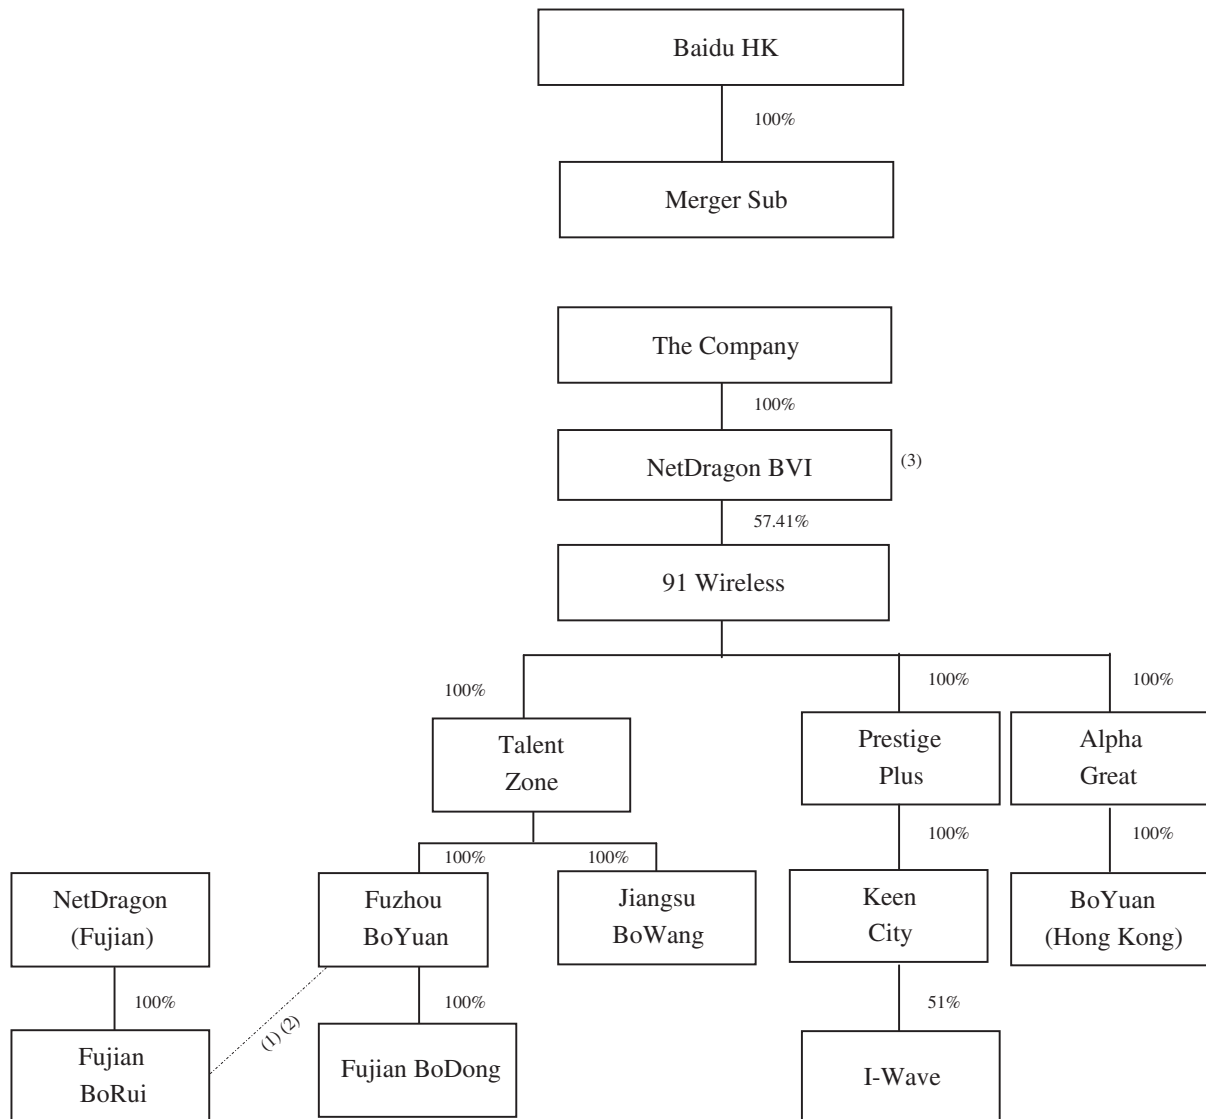 Baidu HK
100%
Merger Sub
The Company
100%
NetDragon BVI
(3)
57.41%
91 Wireless
100%
100%
100%
Talent
Zone
Prestige
Plus
Alpha
Great
100%
100%
100%
100%
NetDragon
(Fujian)
Fuzhou
BoYuan
Jiangsu
BoWang
Keen
City
BoYuan
(Hong Kong)
100%
(1) (2)
100%
51%
Fujian
BoRui
Fujian BoDong
I-Wave